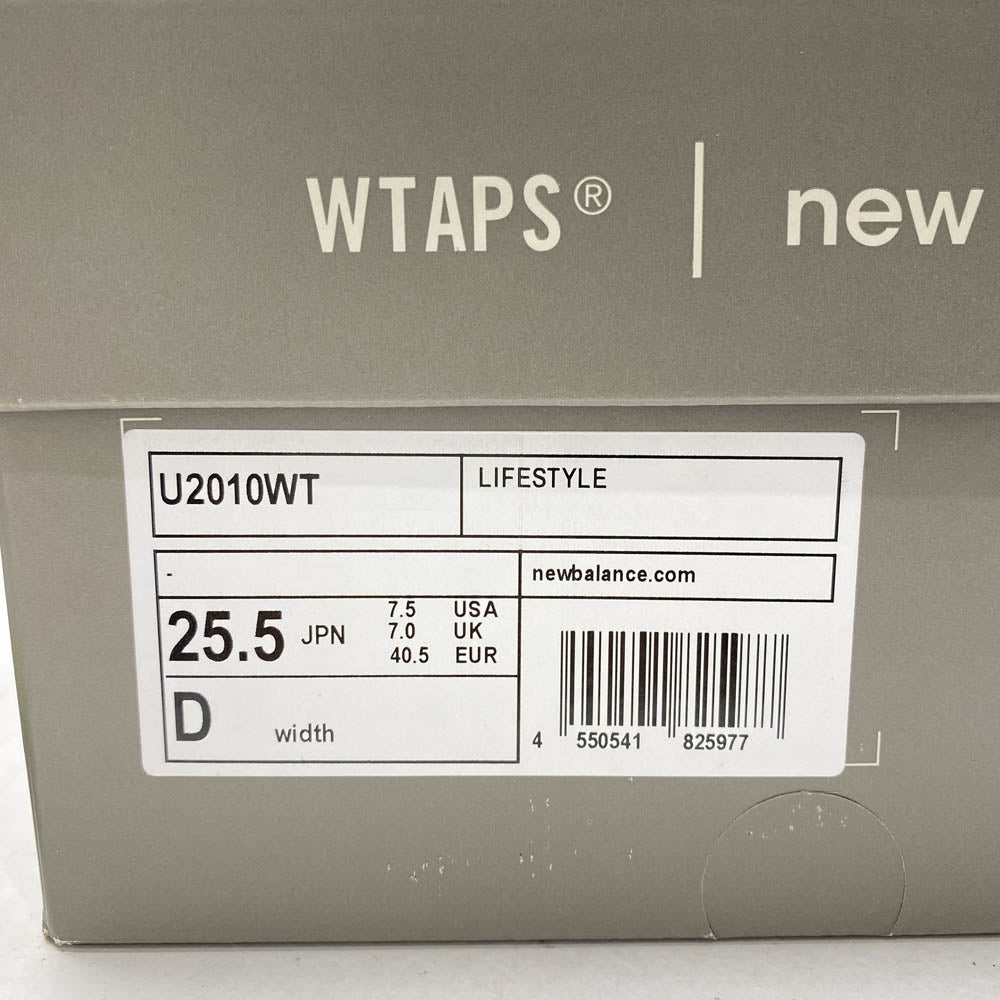 WTAPS® | new
U2010WT
LIFESTYLE
-
newbalance.com
25.5 JPN
7.5 USA
7.0 UK
40.5 EUR
D width
4 550541 825977